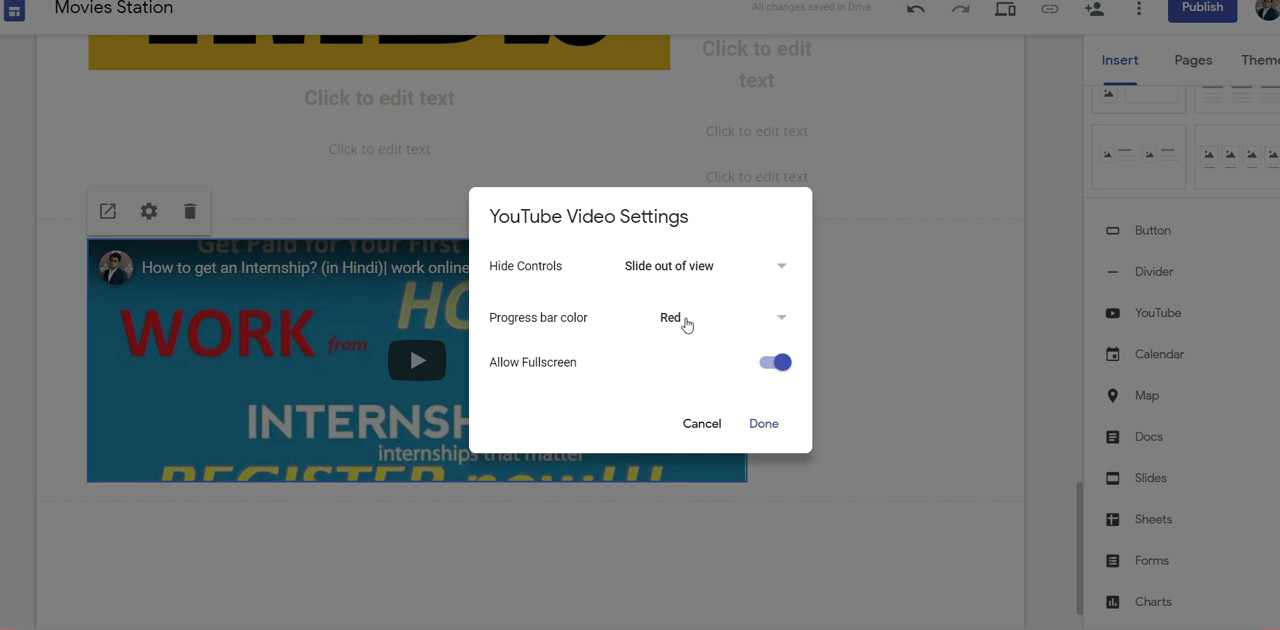 Movies Station
All changes saved in Drive
Publish
Insert
Pages
Click to edit
text
Click to edit text
Click to edit text
Click to edit text
Click to edit text
YouTube Video Settings
Hide Controls
Slide out of view
Progress bar color
Red
Allow Fullscreen
Cancel
Done
Get Paid for Your First
How to get an Internship? (in Hindi)| work online
WORK from
INTERNS
internships that matter
REGISTER now!!!
Button
Divider
YouTube
Calendar
Map
Docs
Slides
Sheets
Forms
Charts